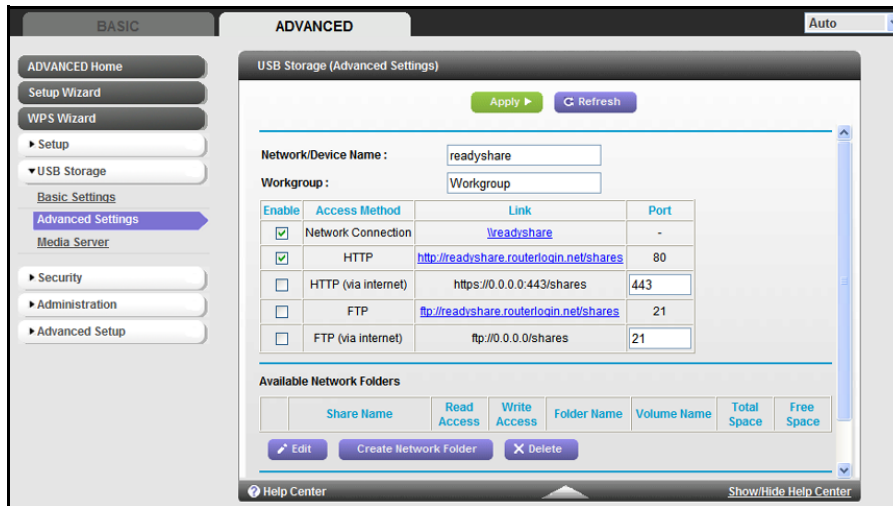 BASIC
ADVANCED
Auto
ADVANCED Home
Setup Wizard
WPS Wizard
Setup
USB Storage
Basic Settings
Advanced Settings
Media Server
Security
Administration
Advanced Setup
USB Storage (Advanced Settings)
Apply
Refresh
Network/Device Name :
readyshare
Workgroup :
Workgroup
Enable Access Method Link Port
Network Connection \\readyshare -
HTTP http://readyshare.routerlogin.net/shares 80
HTTP (via internet) https://0.0.0.0:443/shares 443
FTP ftp://readyshare.routerlogin.net/shares 21
FTP (via internet) ftp://0.0.0.0/shares 21
Available Network Folders
Share Name Read Access Write Access Folder Name Volume Name Total Space Free Space
Edit Create Network Folder Delete
Help Center Show/Hide Help Center